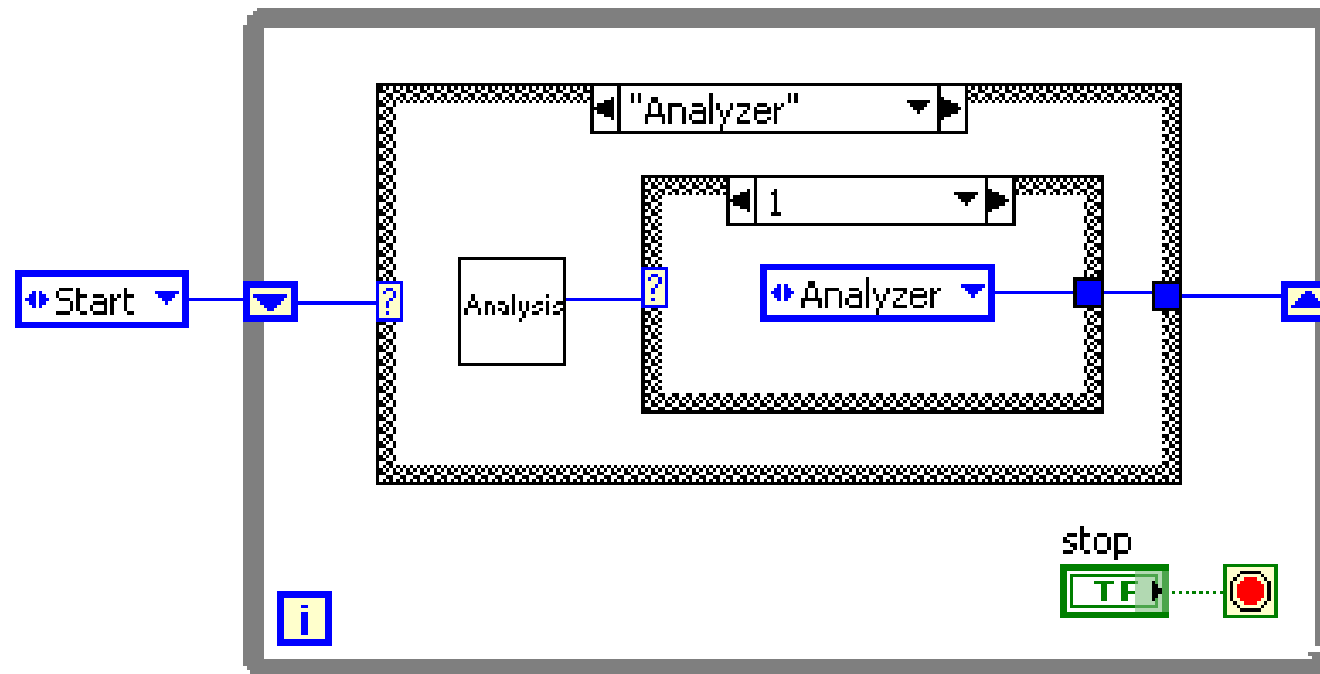 "Analyzer"
1
Start
?
Analysis
?
Analyzer
stop
TF
i